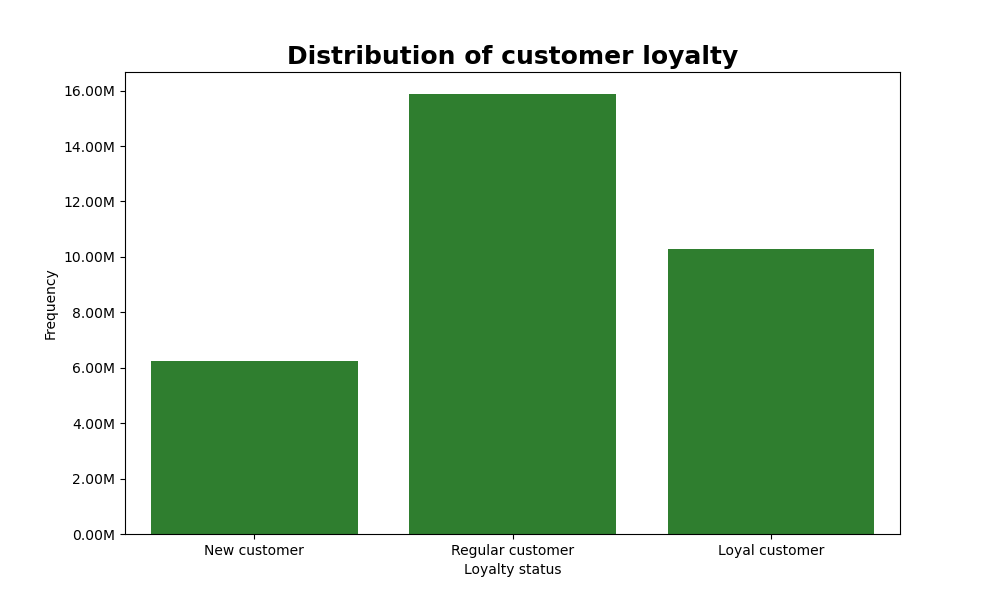 Distribution of customer loyalty
16.00M
14.00M
12.00M
10.00M
8.00M
6.00M
4.00M
2.00M
0.00M
Frequency
New customer
Regular customer
Loyal customer
Loyalty status